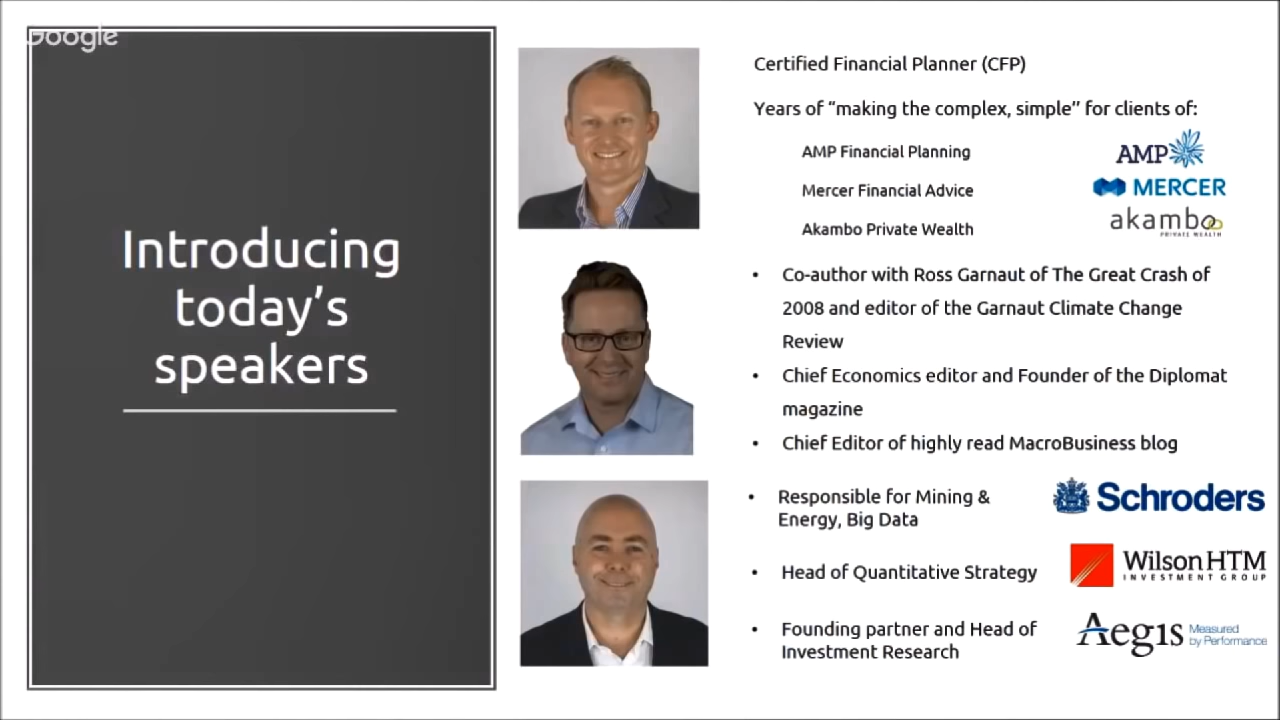 Google
Introducing
today’s
speakers
Certified Financial Planner (CFP)
Years of “making the complex, simple” for clients of:
AMP Financial Planning
AMP
Mercer Financial Advice
MERCER
Akambo Private Wealth
akambo
PRIVATE WEALTH
• Co-author with Ross Garnaut of The Great Crash of
2008 and editor of the Garnaut Climate Change
Review
• Chief Economics editor and Founder of the Diplomat
magazine
• Chief Editor of highly read MacroBusiness blog
• Responsible for Mining &
Energy, Big Data
Schroders
• Head of Quantitative Strategy
Wilson HTM
INVESTMENT GROUP
• Founding partner and Head of
Investment Research
Aegis
Measured
by Performance